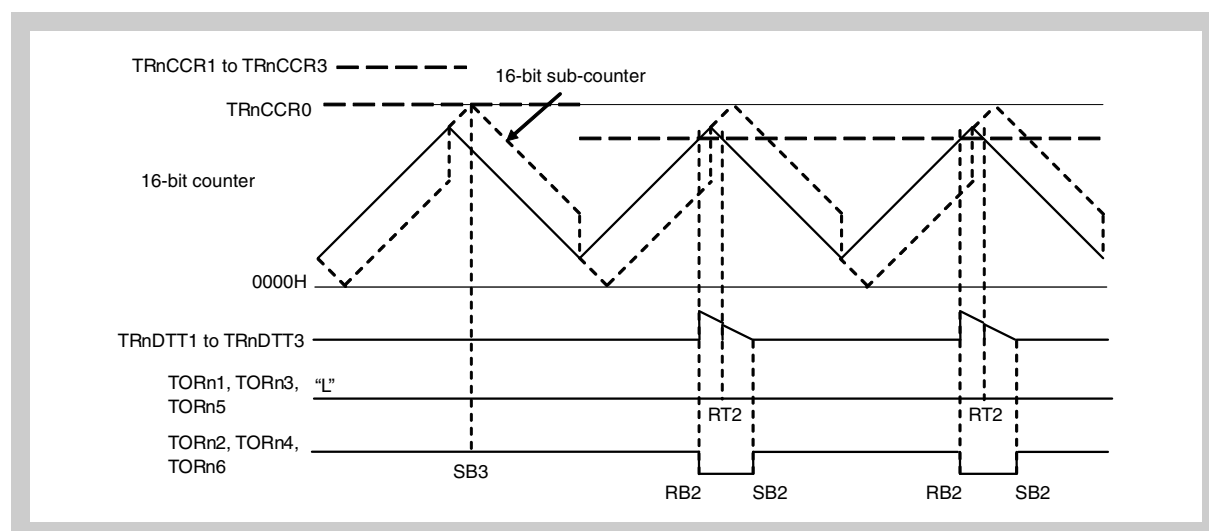 TRnCCR1 to TRnCCR3
16-bit sub-counter
TRnCCR0
16-bit counter
0000H
TRnDTT1 to TRnDTT3
TORn1, TORn3, "L"
TORn5
RT2 RT2
TORn2, TORn4,
TORn6
SB3
RB2 SB2 RB2 SB2